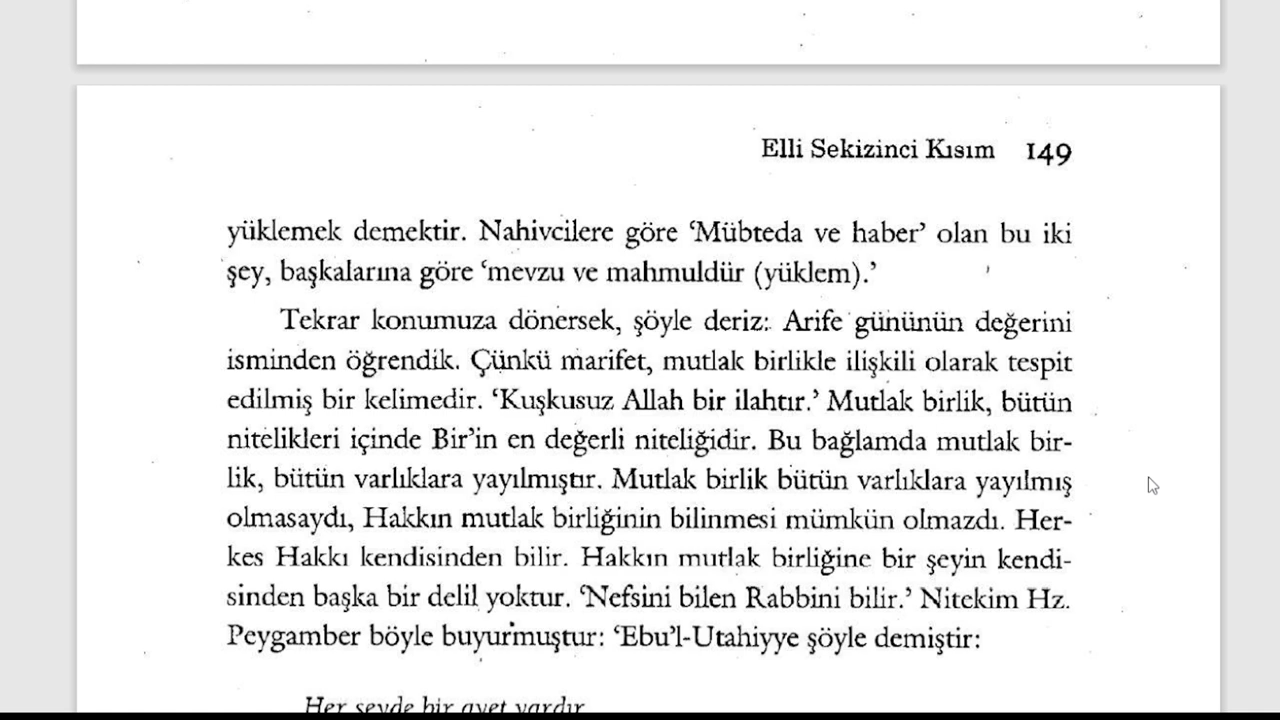 Elli Sekizinci Kısım 149
yüklemek demektir. Nahivcilere göre ‘Mübteda ve haber’ olan bu iki
şey, başkalarına göre ‘mevzu ve mahmuldür (yüklem).’
Tekrar konumuza dönersek, şöyle deriz: Arife gününün değerini
isminden öğrendik. Çünkü marifet, mutlak birlikle ilişkili olarak tespit
edilmiş bir kelimedir. ‘Kuşkusuz Allah bir ilahtır.’ Mutlak birlik, bütün
nitelikleri içinde Bir’in en değerli niteliğidir. Bu bağlamda mutlak bir-
lik, bütün varlıklara yayılmıştır. Mutlak birlik bütün varlıklara yayılmış
olmasaydı, Hakkın mutlak birliğinin bilinmesi mümkün olmazdı. Her-
kes Hakkı kendisinden bilir. Hakkın mutlak birliğine bir şeyin kendi-
sinden başka bir delil yoktur. ‘Nefsini bilen Rabbini bilir.’ Nitekim Hz.
Peygamber böyle buyurmuştur: ‘Ebu’l-Utahiyye şöyle demiştir:
Her şeyde bir ayet vardır